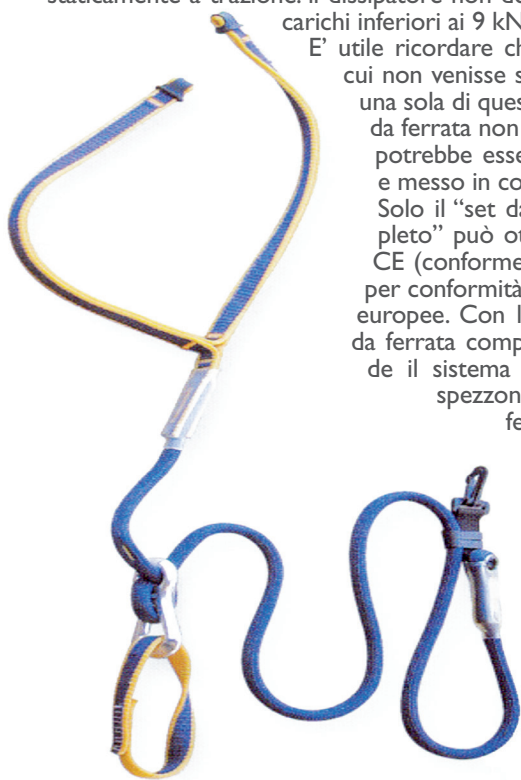 carichi inferiori ai 9 kN
E’ utile ricordare ch
cui non venisse s
una sola di ques
da ferrata non
potrebbe esse
e messo in co
Solo il “set da
pleto” può ot
CE (conforme
per conformità
europee. Con l
da ferrata comp
de il sistema
spezzon
fe